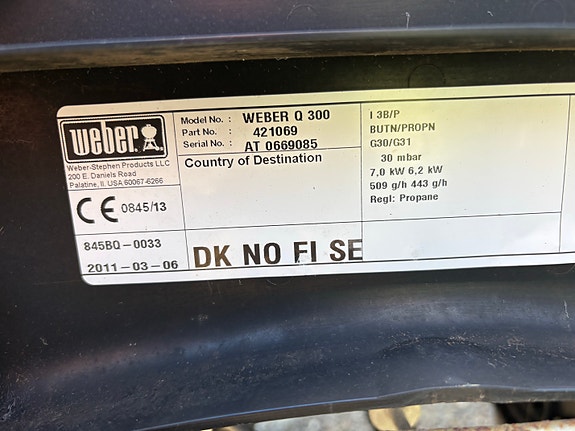 weber
Weber-Stephen Products LLC
200 E. Daniels Road
Palatine, Il. USA 60067-6266
CE 0845/13
845BQ-0033
2011-03-06
Model No. : WEBER Q 300
Part No. : 421069
Serial No. : AT 0669085
Country of Destination
DK NO FI SE
I 3B/P
BUTN/PROPN
G30/G31
30 mbar
7,0 kW 6,2 kW
509 g/h 443 g/h
Regl: Propane